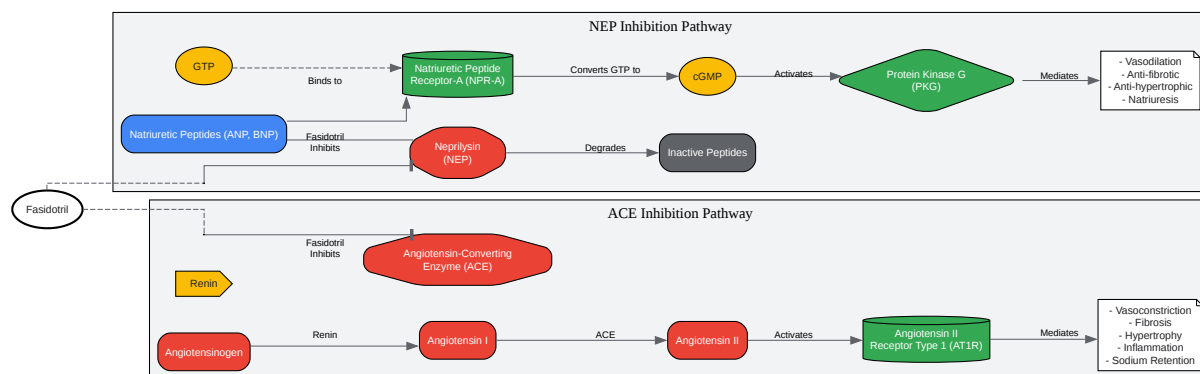 NEP Inhibition Pathway
GTP
Binds to
Natriuretic Peptide
Receptor-A (NPR-A)
Converts GTP to
cGMP
Activates
Protein Kinase G
(PKG)
Mediates
- Vasodilation
- Anti-fibrotic
- Anti-hypertrophic
- Natriuresis
Natriuretic Peptides (ANP, BNP)
Fasidotril
Inhibits
Neprilysin
(NEP)
Degrades
Inactive Peptides
Fasidotril
ACE Inhibition Pathway
Fasidotril
Inhibits
Angiotensin-Converting
Enzyme (ACE)
Renin
Angiotensinogen
Renin
Angiotensin I
ACE
Angiotensin II
Activates
Angiotensin II
Receptor Type 1 (AT1R)
Mediates
- Vasoconstriction
- Fibrosis
- Hypertrophy
- Inflammation
- Sodium Retention